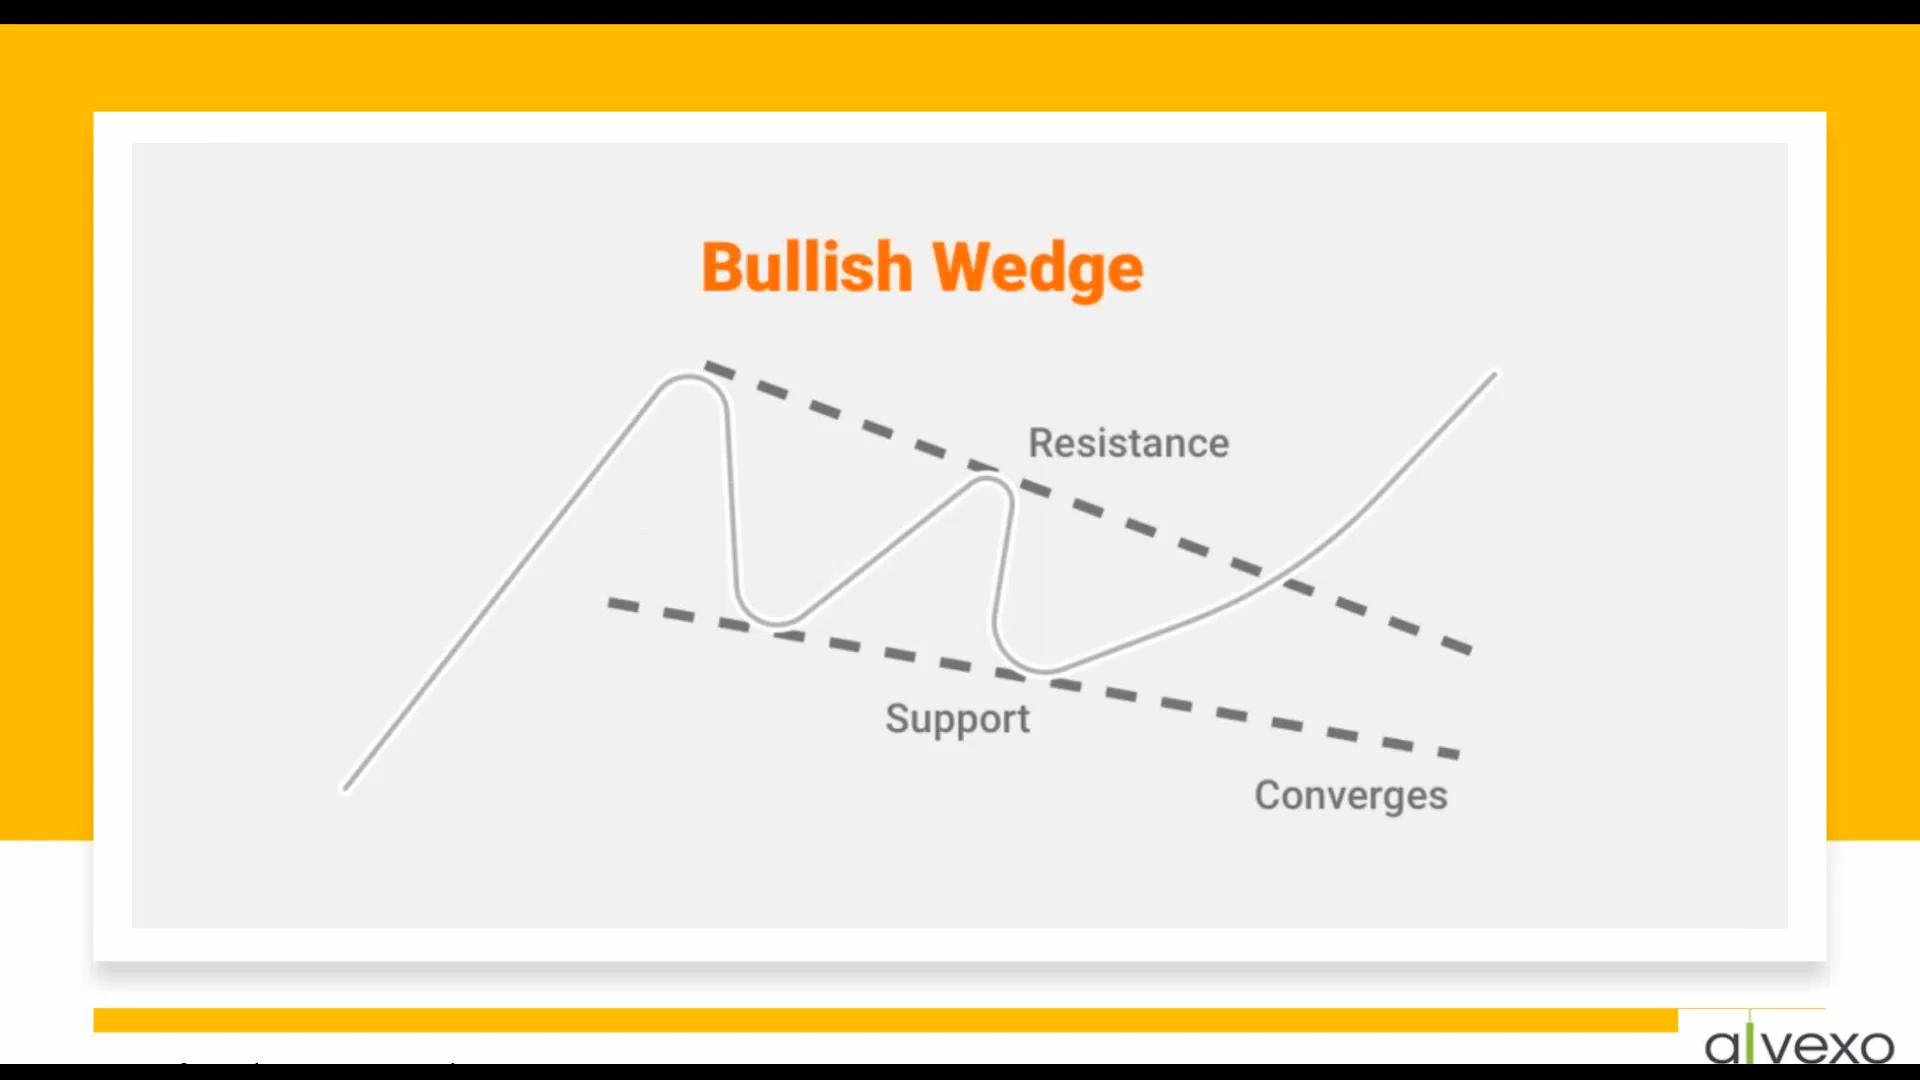 Bullish Wedge
Resistance
Support
Converges
alvexo